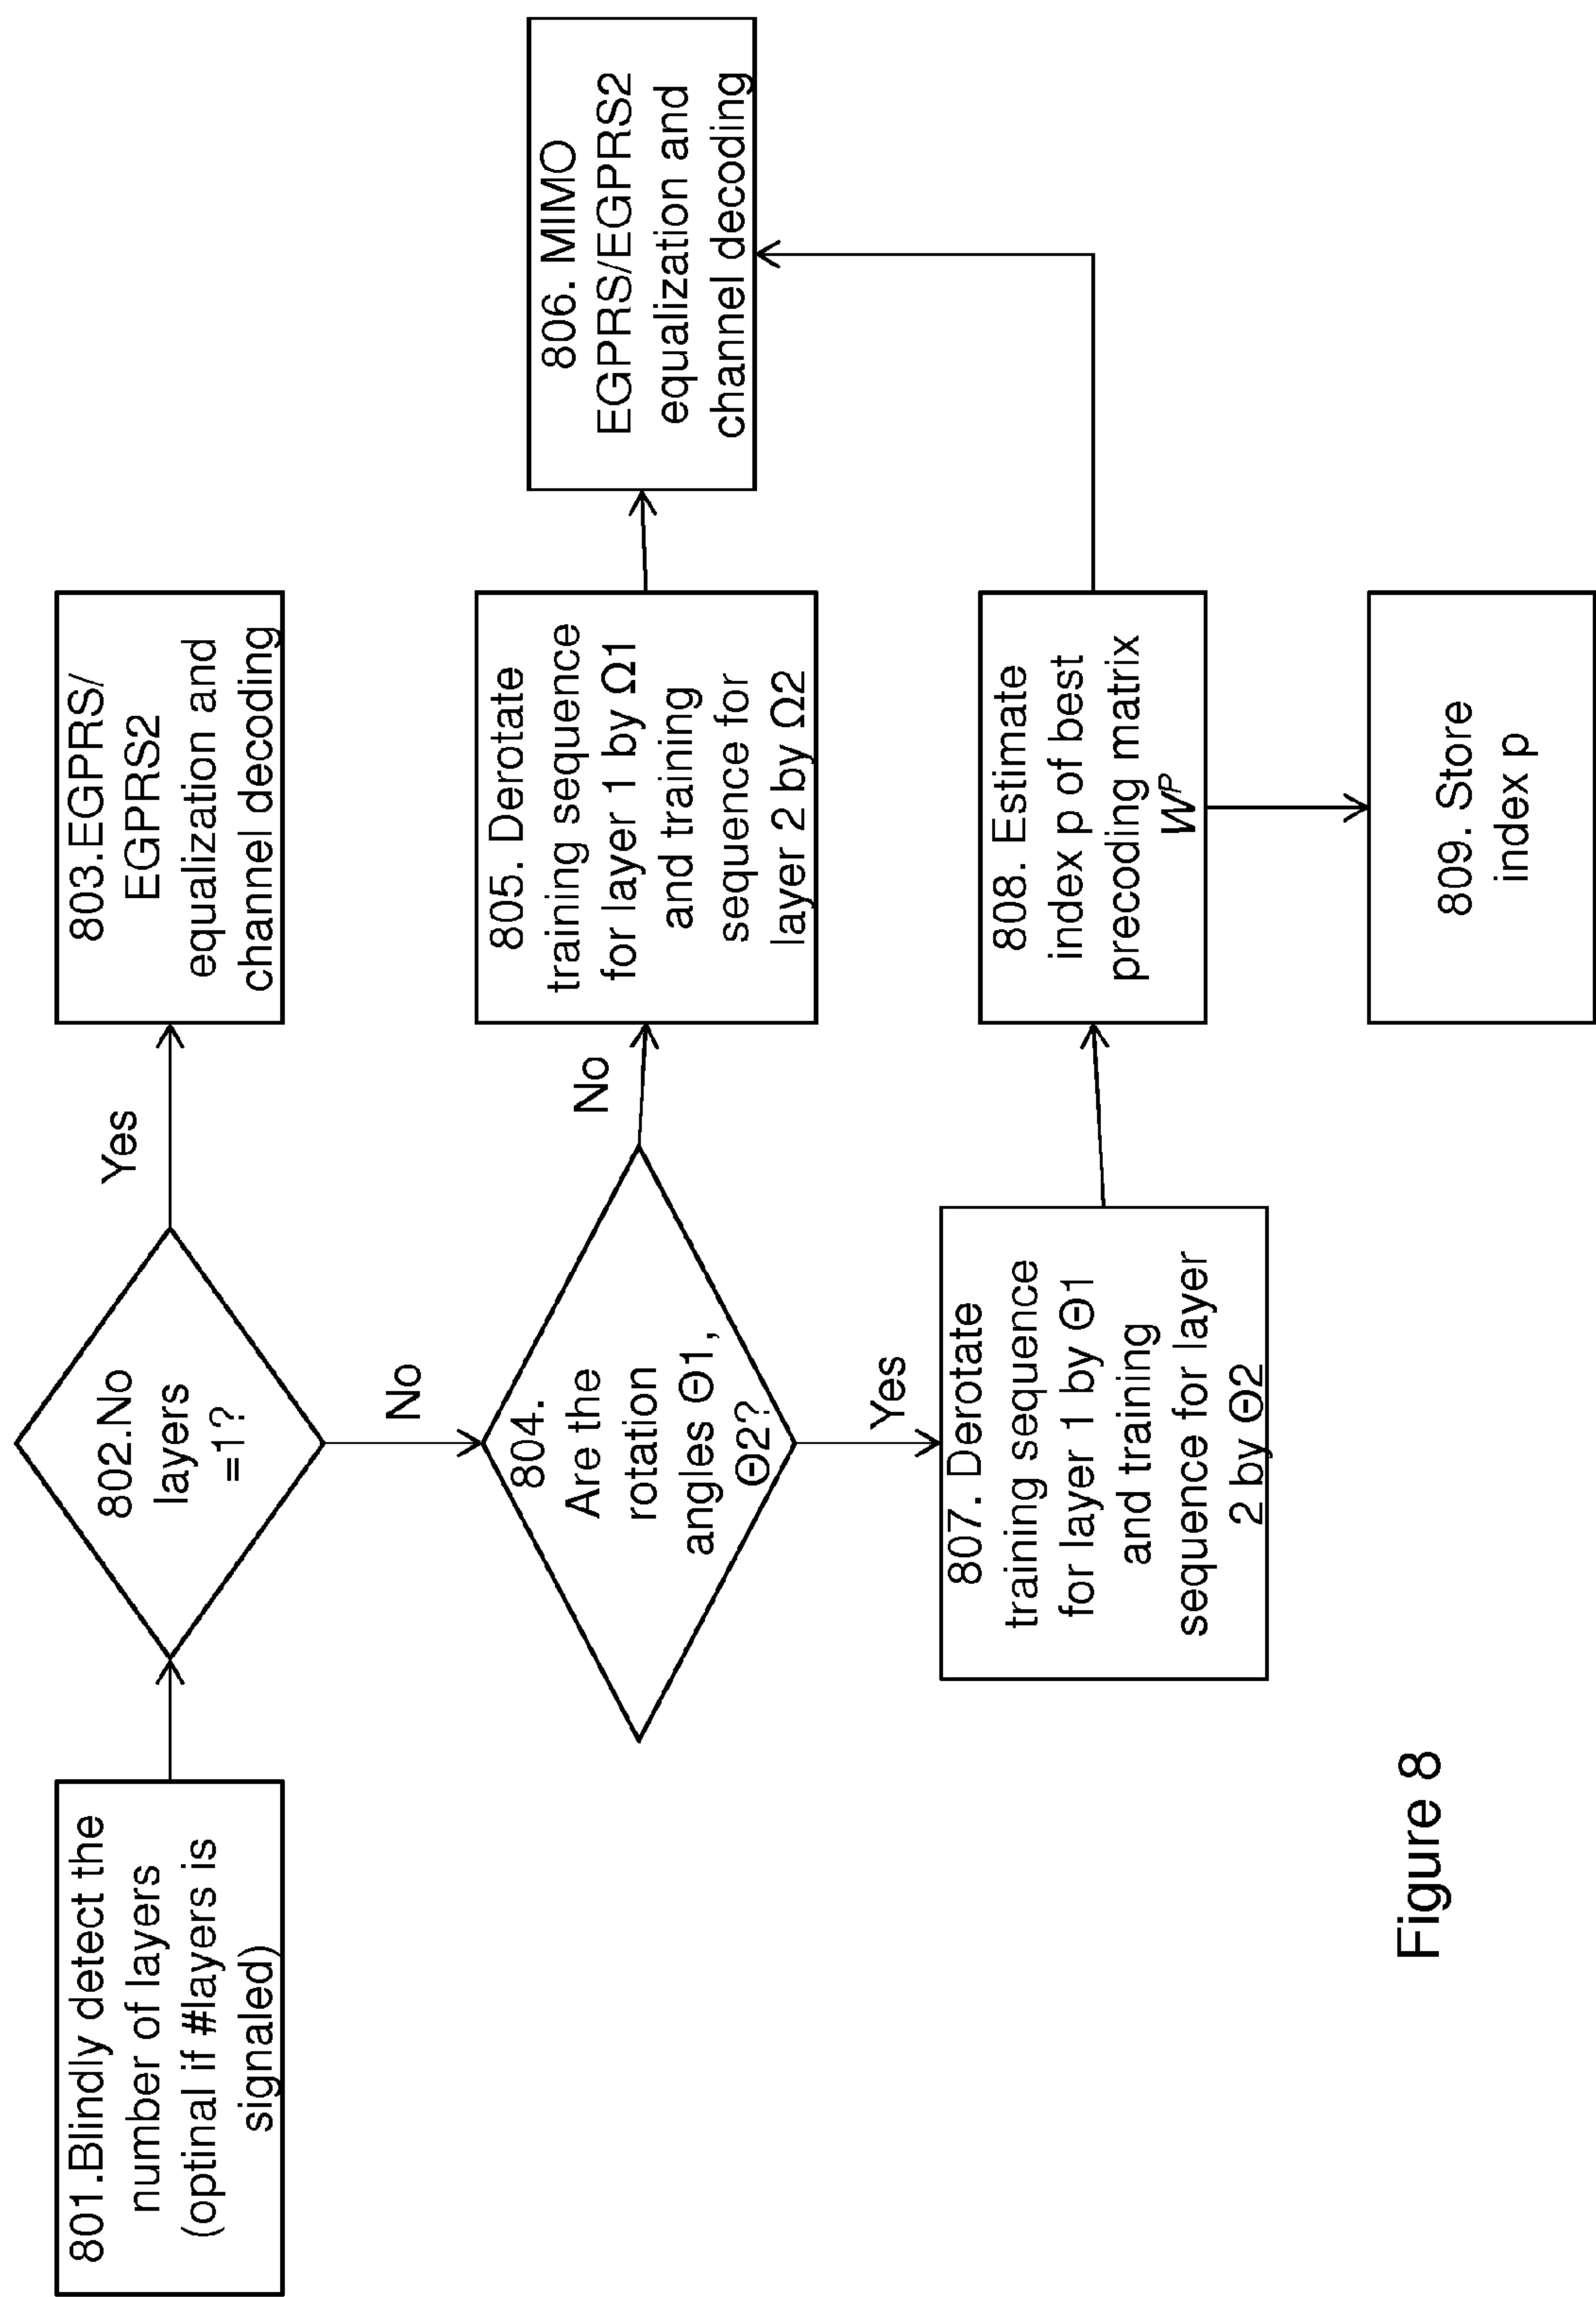 801.Blindly detect the
number of layers
(optinal if #layers is
signaled)
802.No
layers
=1?
Yes
803.EGPRS/
EGPRS2
equalization and
channel decoding
No
804.
Are the
rotation
angles Θ1,
Θ2?
No
805. Derotate
training sequence
for layer 1 by Ω1
and training
sequence for
layer 2 by Ω2
806. MIMO
EGPRS/EGPRS2
equalization and
channel decoding
Yes
807. Derotate
training sequence
for layer 1 by Θ1
and training
sequence for layer
2 by Θ2
808. Estimate
index p of best
precoding matrix
W^P
809. Store
index p
Figure 8